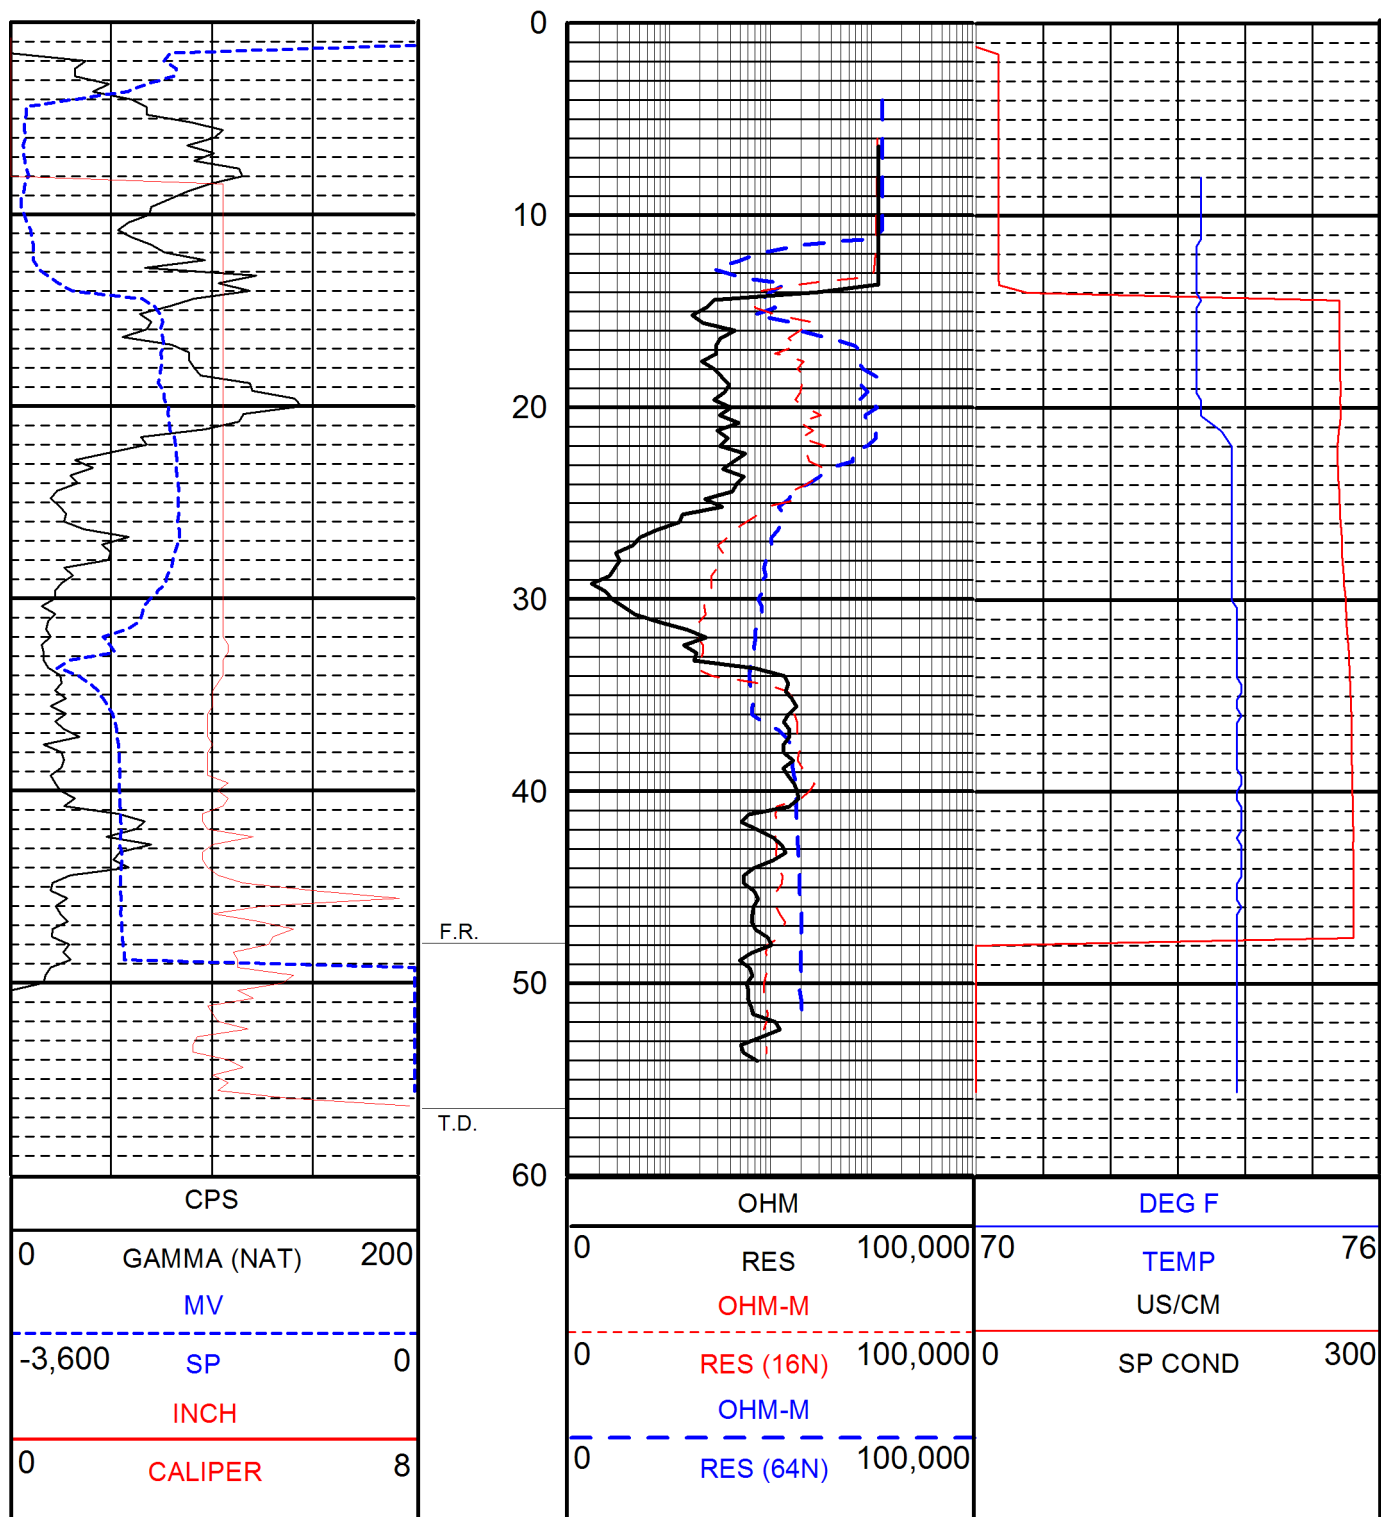 0
10
20
30
40
F.R.
50
T.D.
60
CPS
0 GAMMA (NAT) 200
MV
-3,600 SP 0
INCH
0 CALIPER 8
OHM
0 RES 100,000
OHM-M
0 RES (16N) 100,000
OHM-M
0 RES (64N) 100,000
DEG F
70 TEMP 76
US/CM
0 SP COND 300